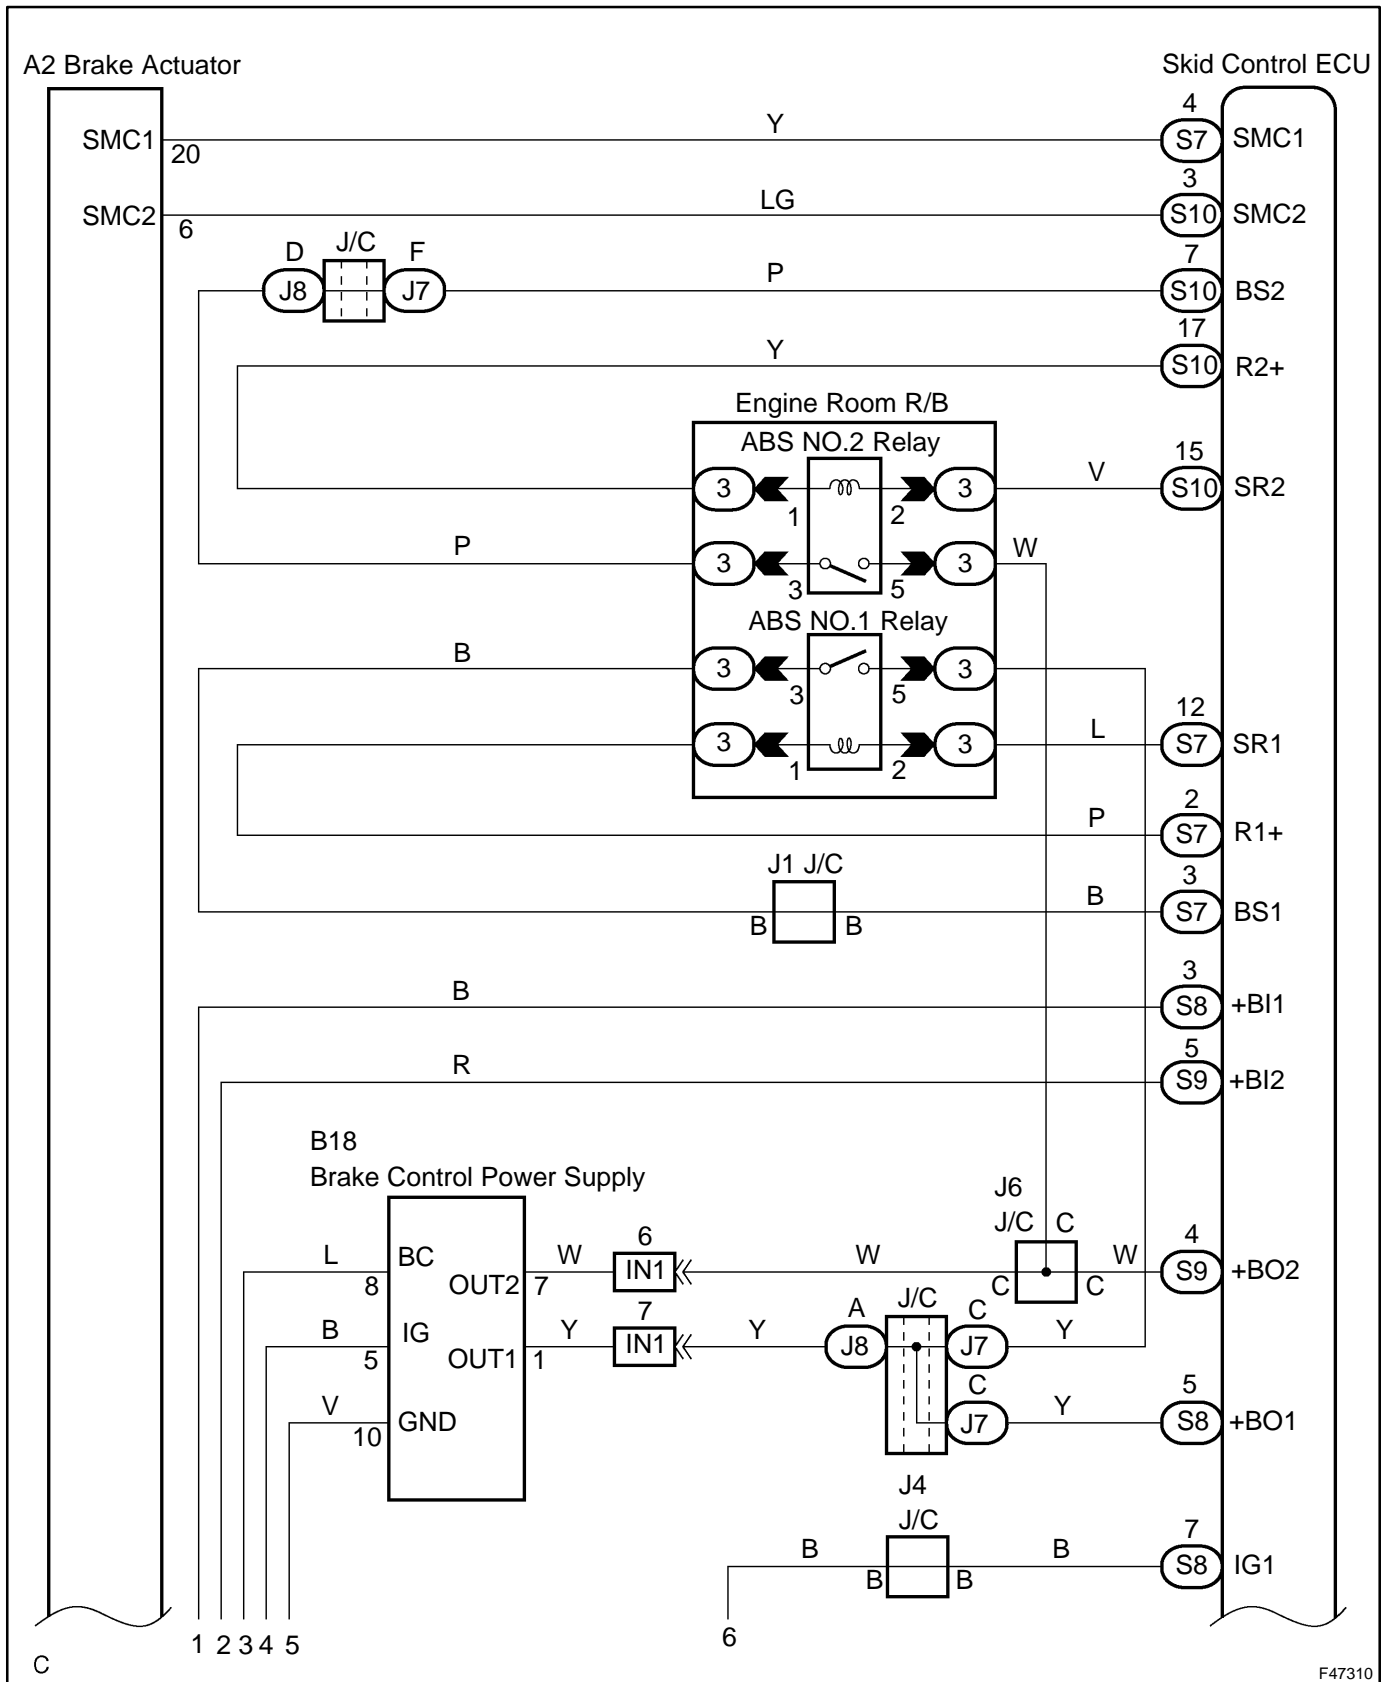 A2 Brake Actuator
Skid Control ECU
4
Y
SMC1
20
S7
SMC1
3
LG
SMC2
6
S10
SMC2
D
J/C
F
7
P
J8
J7
S10
BS2
17
Y
S10
R2+
Engine Room R/B
ABS NO.2 Relay
15
V
3
3
S10
SR2
1
2
P
W
3
3
3
5
ABS NO.1 Relay
B
3
3
3
5
12
L
3
3
S7
SR1
1
2
2
P
S7
R1+
J1 J/C
3
B
B
B
S7
BS1
3
B
S8
+BI1
5
R
S9
+BI2
B18
Brake Control Power Supply
J6
J/C
C
6
4
L
BC
W
W
W
8
OUT2
7
IN1
C
C
S9
+BO2
7
A
J/C
C
B
IG
Y
Y
Y
5
OUT1
1
IN1
J8
J7
C
5
V
Y
10
GND
J7
S8
+BO1
J4
J/C
7
B
B
B
B
S8
IG1
1
2
3
4
5
6
C
F47310